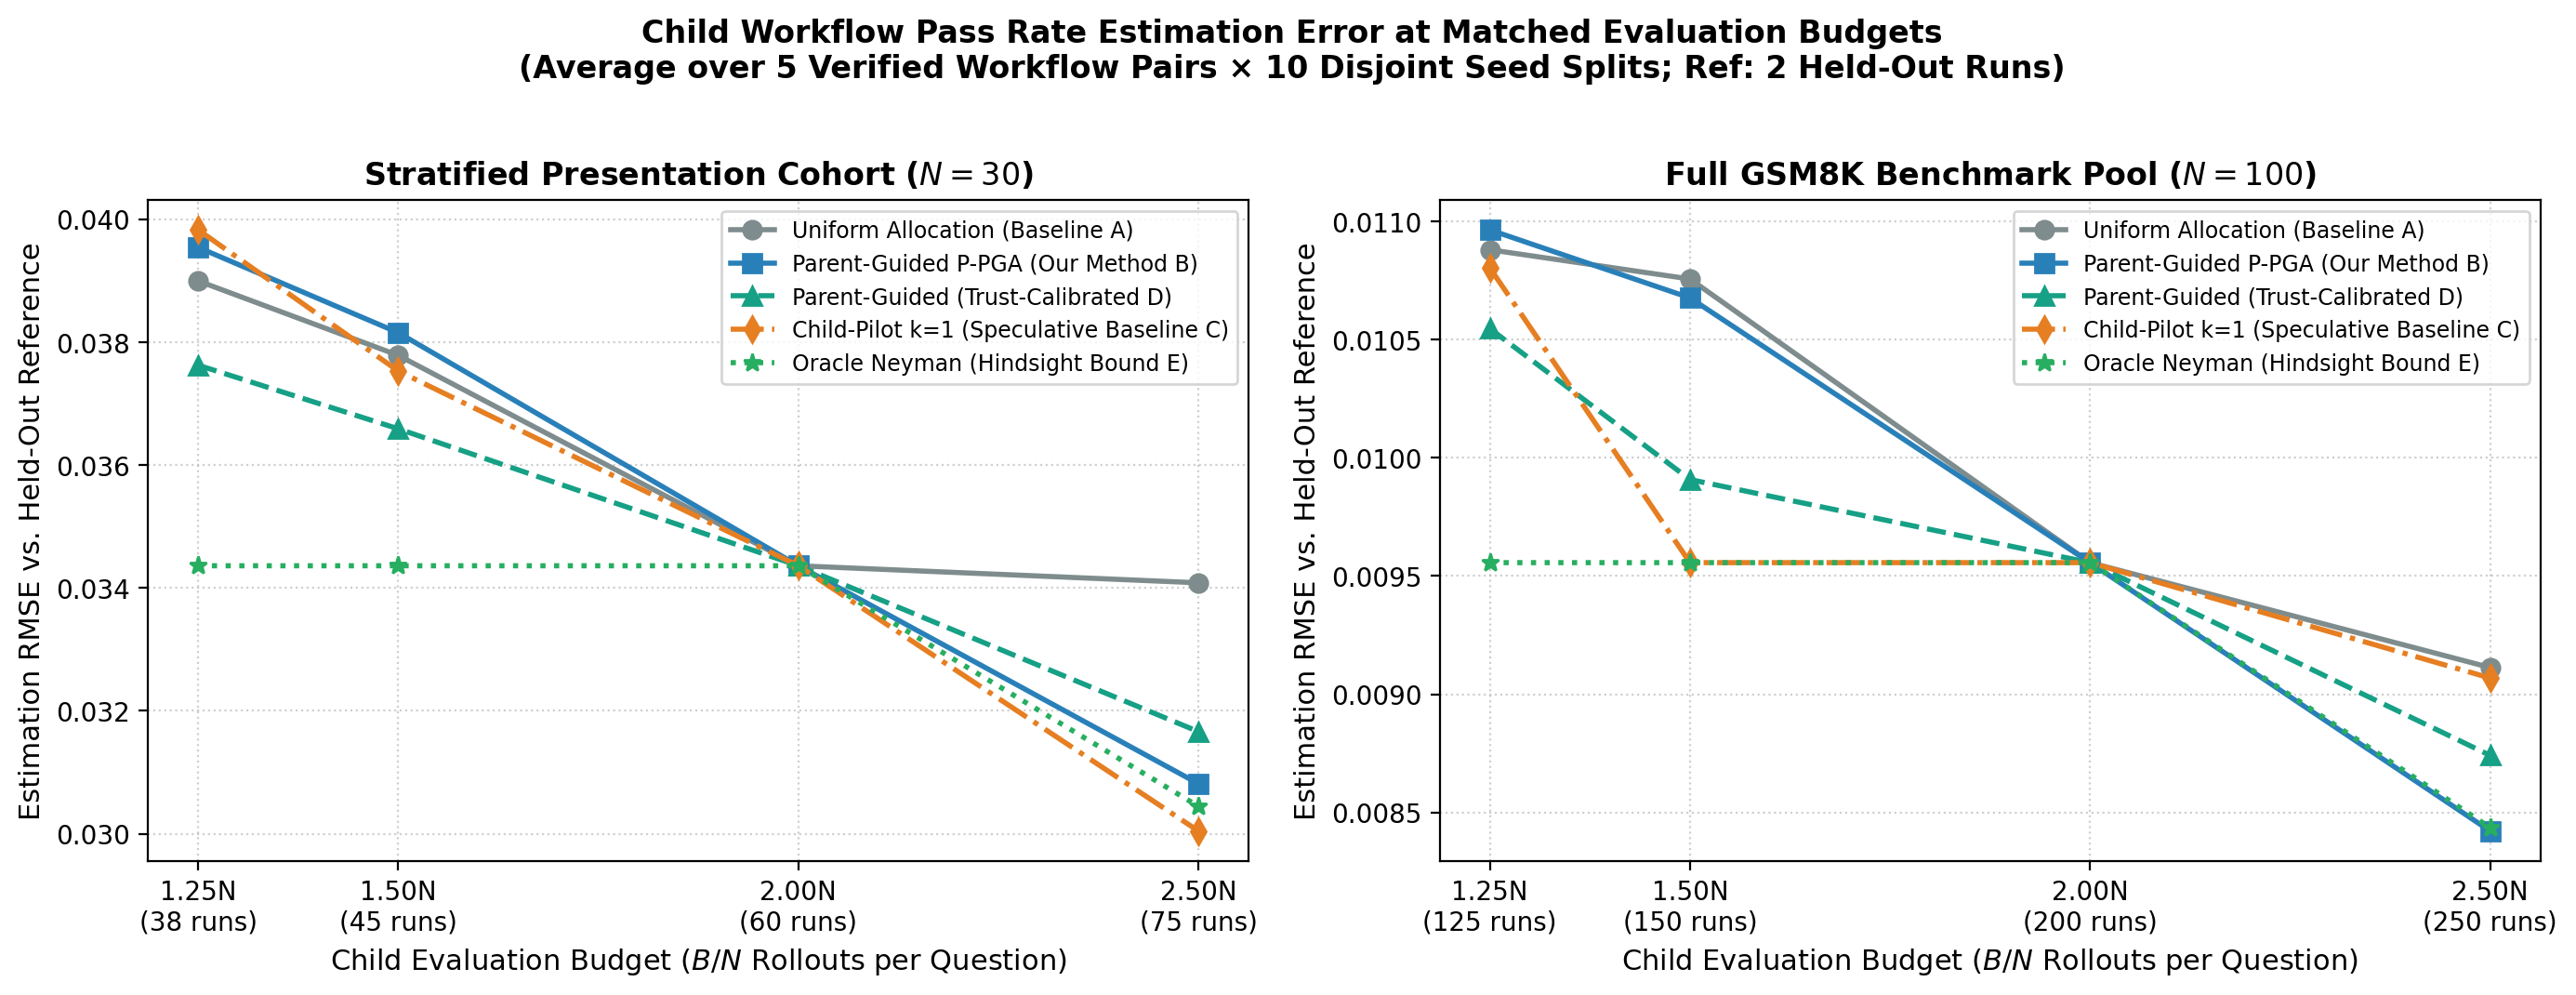 Child Workflow Pass Rate Estimation Error at Matched Evaluation Budgets
(Average over 5 Verified Workflow Pairs × 10 Disjoint Seed Splits; Ref: 2 Held-Out Runs)
Stratified Presentation Cohort (N = 30)
Estimation RMSE vs. Held-Out Reference
0.040
0.038
0.036
0.034
0.032
0.030
Uniform Allocation (Baseline A)
Parent-Guided P-PGA (Our Method B)
Parent-Guided (Trust-Calibrated D)
Child-Pilot k=1 (Speculative Baseline C)
Oracle Neyman (Hindsight Bound E)
1.25N 1.50N 2.00N 2.50N
(38 runs) (45 runs) (60 runs) (75 runs)
Child Evaluation Budget (B/N Rollouts per Question)
Full GSM8K Benchmark Pool (N = 100)
Estimation RMSE vs. Held-Out Reference
0.0110
0.0105
0.0100
0.0095
0.0090
0.0085
Uniform Allocation (Baseline A)
Parent-Guided P-PGA (Our Method B)
Parent-Guided (Trust-Calibrated D)
Child-Pilot k=1 (Speculative Baseline C)
Oracle Neyman (Hindsight Bound E)
1.25N 1.50N 2.00N 2.50N
(125 runs) (150 runs) (200 runs) (250 runs)
Child Evaluation Budget (B/N Rollouts per Question)